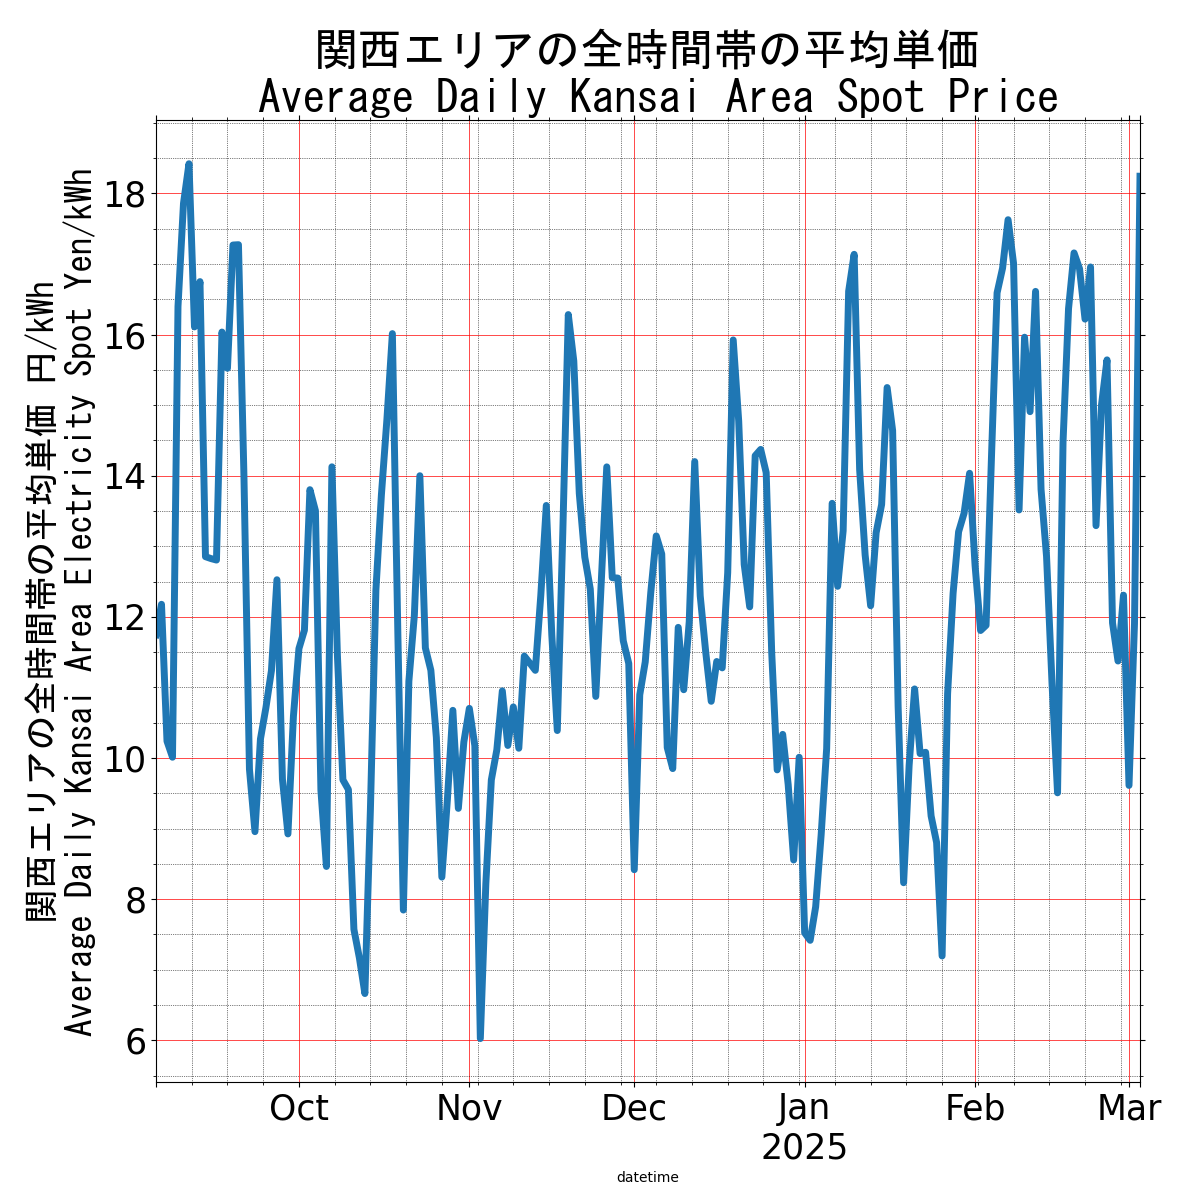 関西エリアの全時間帯の平均単価
Average Daily Kansai Area Spot Price
関西エリアの全時間帯の平均単価 円/kWh
Average Daily Kansai Area Electricity Spot Yen/kWh
18
16
14
12
10
8
6
Oct Nov Dec Jan Feb Mar
2025
datetime